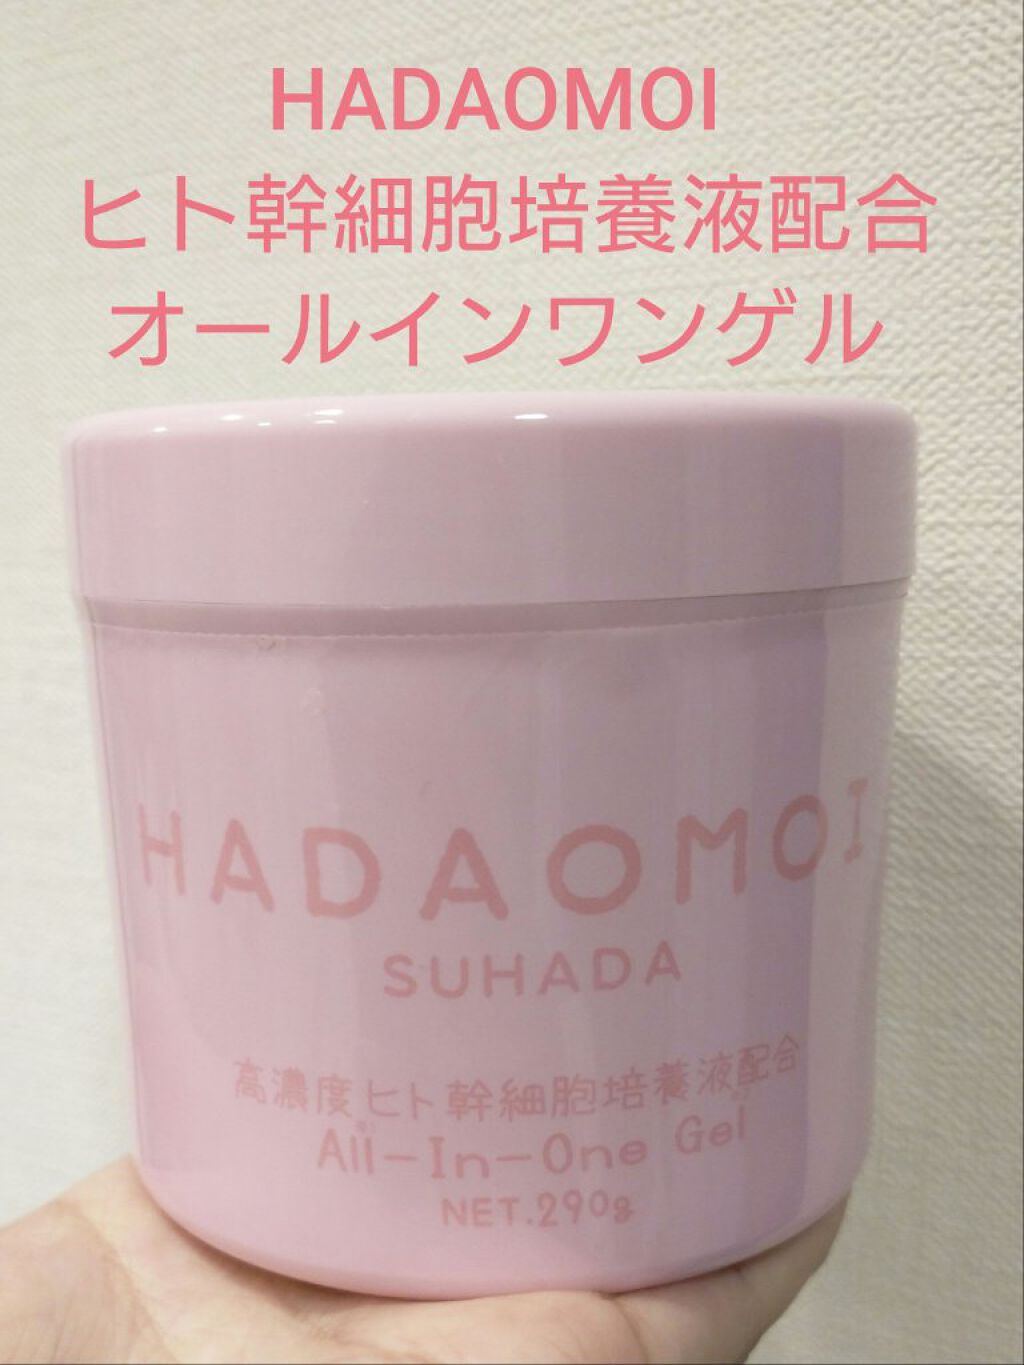 HADAOMOI
ヒト幹細胞培養液配合
オールインワンゲル
HADAOMOI
SUHADA
高濃度ヒト幹細胞培養液配合
All-In-One Gel
NET.290g